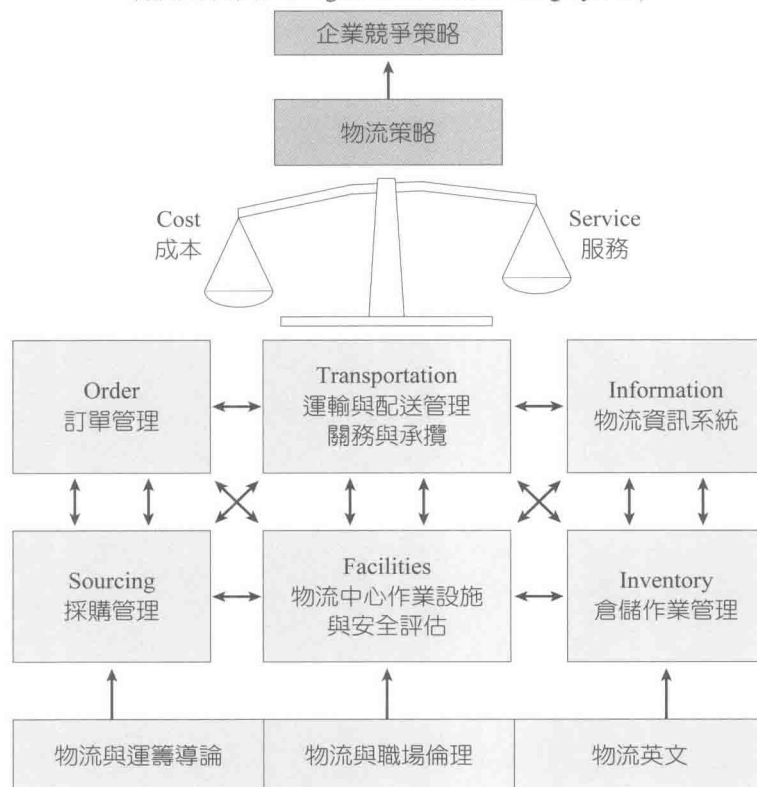 企業競爭策略
物流策略
Cost
成本
Service
服務
Order
訂單管理
Transportation
運輸與配送管理
關務與承攬
Information
物流資訊系統
Sourcing
採購管理
Facilities
物流中心作業設施
與安全評估
Inventory
倉儲作業管理
物流與運籌導論
物流與職場倫理
物流英文